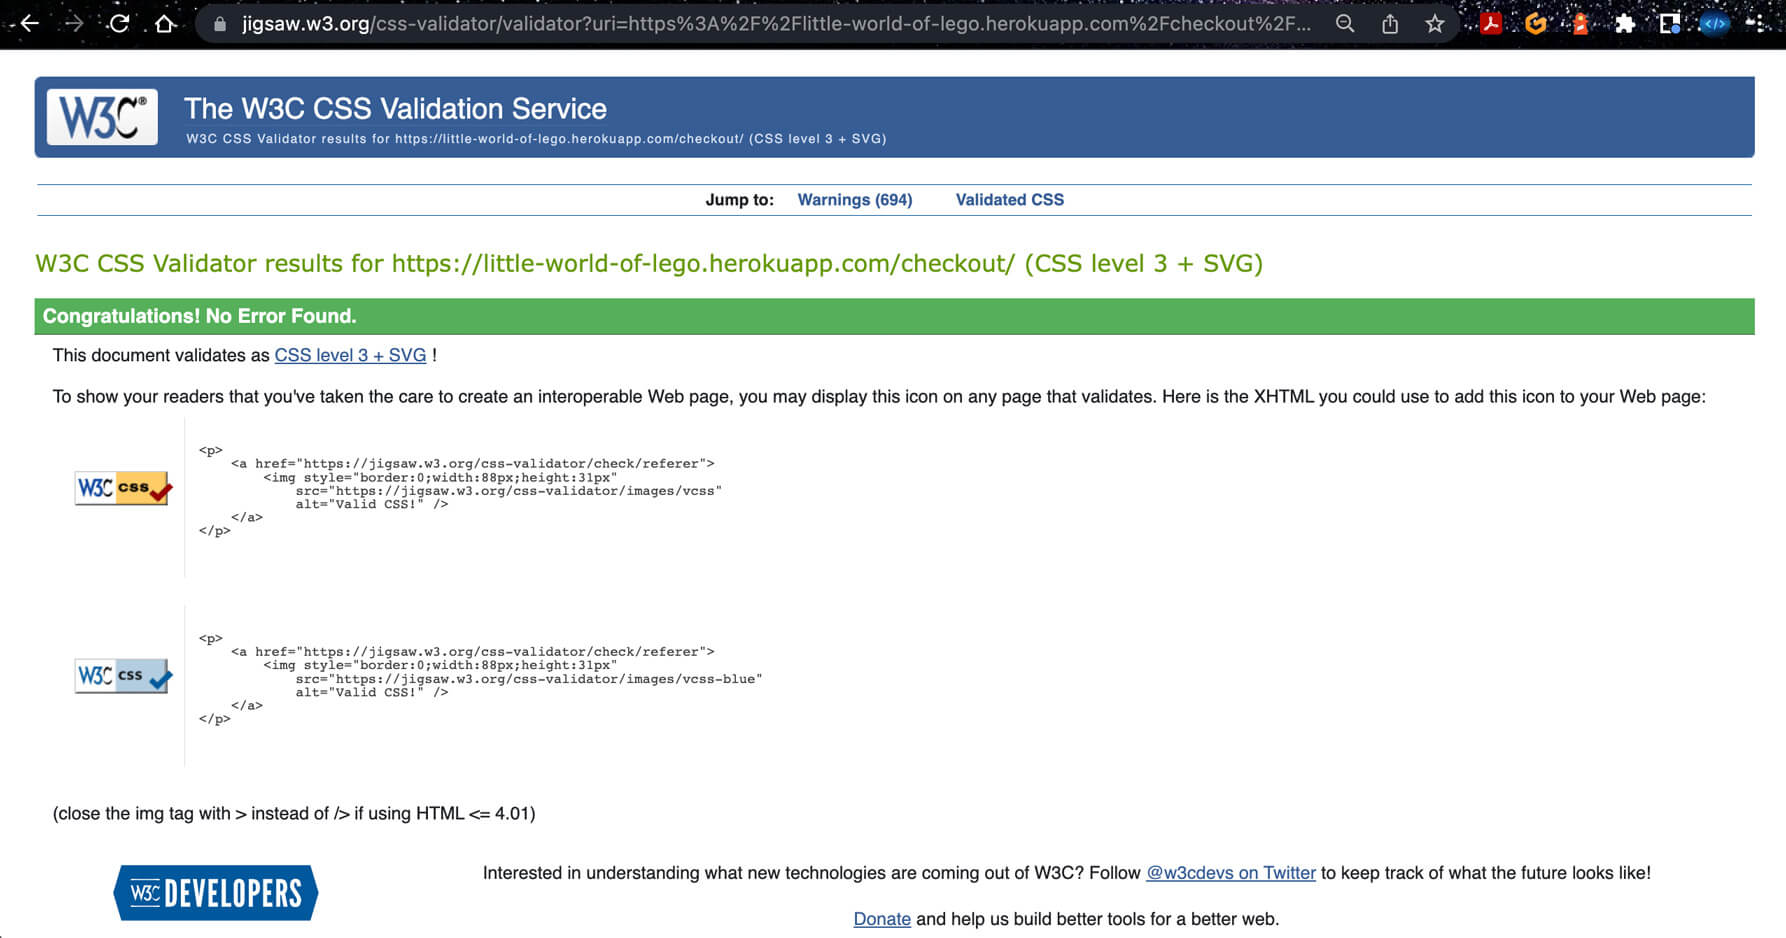 jigsaw.w3.org/css-validator/validator?uri=https%3A%2F%2Flittle-world-of-lego.herokuapp.com%2Fcheckout%2F...
W3C®
The W3C CSS Validation Service
W3C CSS Validator results for https://little-world-of-lego.herokuapp.com/checkout/ (CSS level 3 + SVG)
Jump to: Warnings (694) Validated CSS
W3C CSS Validator results for https://little-world-of-lego.herokuapp.com/checkout/ (CSS level 3 + SVG)
Congratulations! No Error Found.
This document validates as CSS level 3 + SVG !
To show your readers that you've taken the care to create an interoperable Web page, you may display this icon on any page that validates. Here is the XHTML you could use to add this icon to your Web page:
W3C css
<p>
<a href="https://jigsaw.w3.org/css-validator/check/referer">
<img style="border:0;width:88px;height:31px"
src="https://jigsaw.w3.org/css-validator/images/vcss"
alt="Valid CSS!" />
</a>
</p>
W3C css
<p>
<a href="https://jigsaw.w3.org/css-validator/check/referer">
<img style="border:0;width:88px;height:31px"
src="https://jigsaw.w3.org/css-validator/images/vcss-blue"
alt="Valid CSS!" />
</a>
</p>
(close the img tag with > instead of /> if using HTML <= 4.01)
W3C DEVELOPERS
Interested in understanding what new technologies are coming out of W3C? Follow @w3cdevs on Twitter to keep track of what the future looks like!
Donate and help us build better tools for a better web.